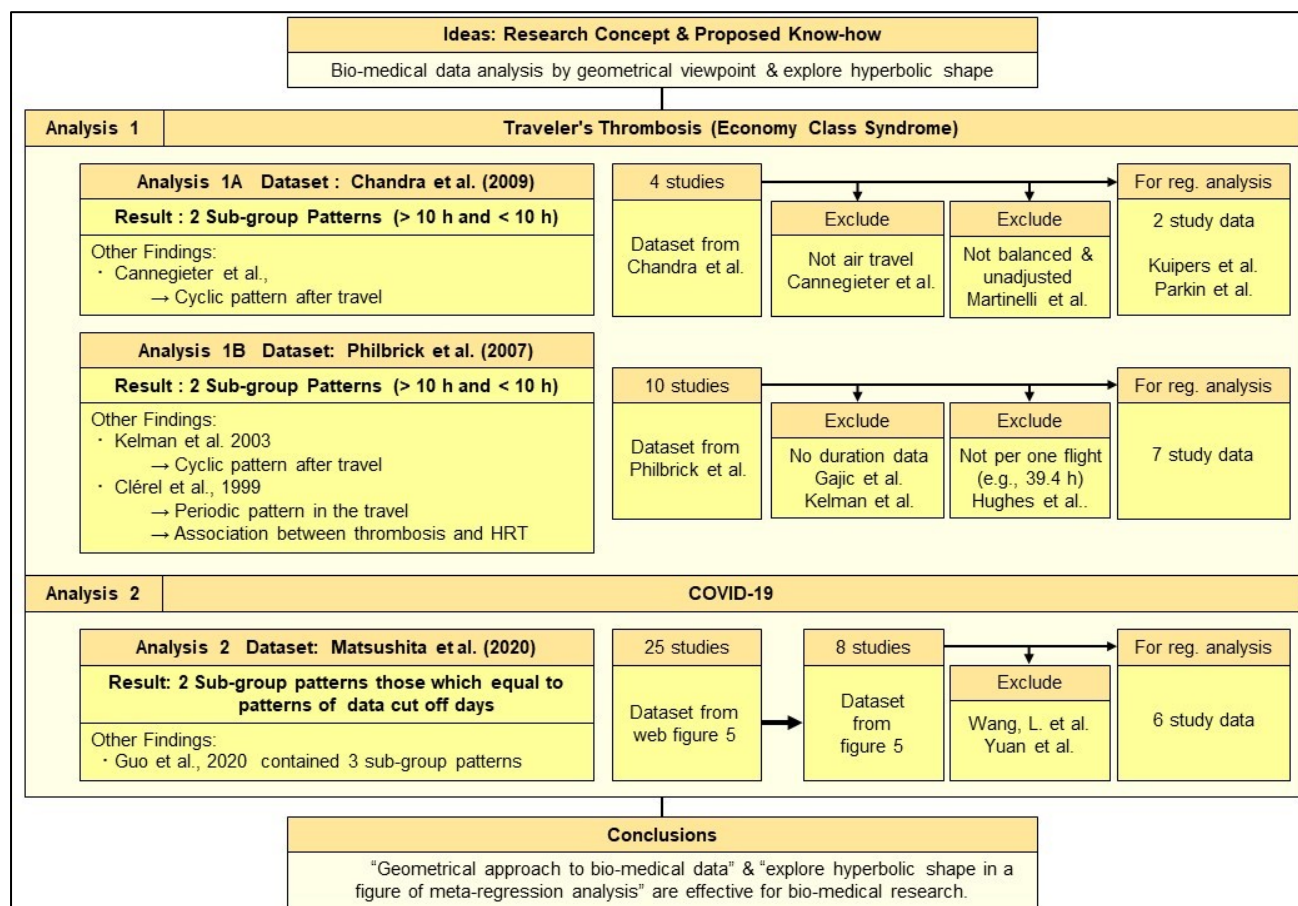 Ideas: Research Concept & Proposed Know-how
Bio-medical data analysis by geometrical viewpoint & explore hyperbolic shape
Analysis 1
Traveler's Thrombosis (Economy Class Syndrome)
Analysis 1A Dataset : Chandra et al. (2009)
Result : 2 Sub-group Patterns (> 10 h and < 10 h)
Other Findings:
・ Cannegieter et al.,
→ Cyclic pattern after travel
4 studies
Dataset from
Chandra et al.
Exclude
Not air travel
Cannegieter et al.
Exclude
Not balanced &
unadjusted
Martinelli et al.
For reg. analysis
2 study data
Kuipers et al.
Parkin et al.
Analysis 1B Dataset: Philbrick et al. (2007)
Result : 2 Sub-group Patterns (> 10 h and < 10 h)
Other Findings:
・ Kelman et al. 2003
→ Cyclic pattern after travel
・ Clérel et al., 1999
→ Periodic pattern in the travel
→ Association between thrombosis and HRT
10 studies
Dataset from
Philbrick et al.
Exclude
No duration data
Gajic et al.
Kelman et al.
Exclude
Not per one flight
(e.g., 39.4 h)
Hughes et al..
For reg. analysis
7 study data
Analysis 2
COVID-19
Analysis 2 Dataset: Matsushita et al. (2020)
Result: 2 Sub-group patterns those which equal to
patterns of data cut off days
Other Findings:
・ Guo et al., 2020 contained 3 sub-group patterns
25 studies
Dataset from
web figure 5
8 studies
Dataset
from
figure 5
Exclude
Wang, L. et al.
Yuan et al.
For reg. analysis
6 study data
Conclusions
“Geometrical approach to bio-medical data” & “explore hyperbolic shape in a
figure of meta-regression analysis” are effective for bio-medical research.